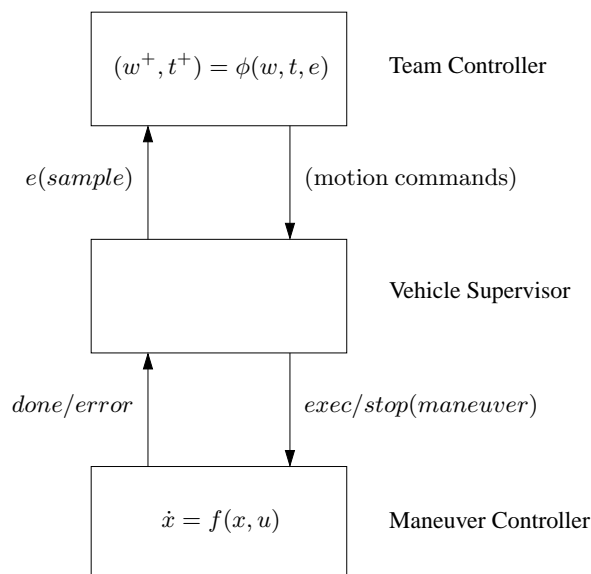 (w⁺, t⁺) = ϕ(w, t, e)
Team Controller
e(sample)
(motion commands)
Vehicle Supervisor
done/error
exec/stop(maneuver)
ẋ = f(x, u)
Maneuver Controller